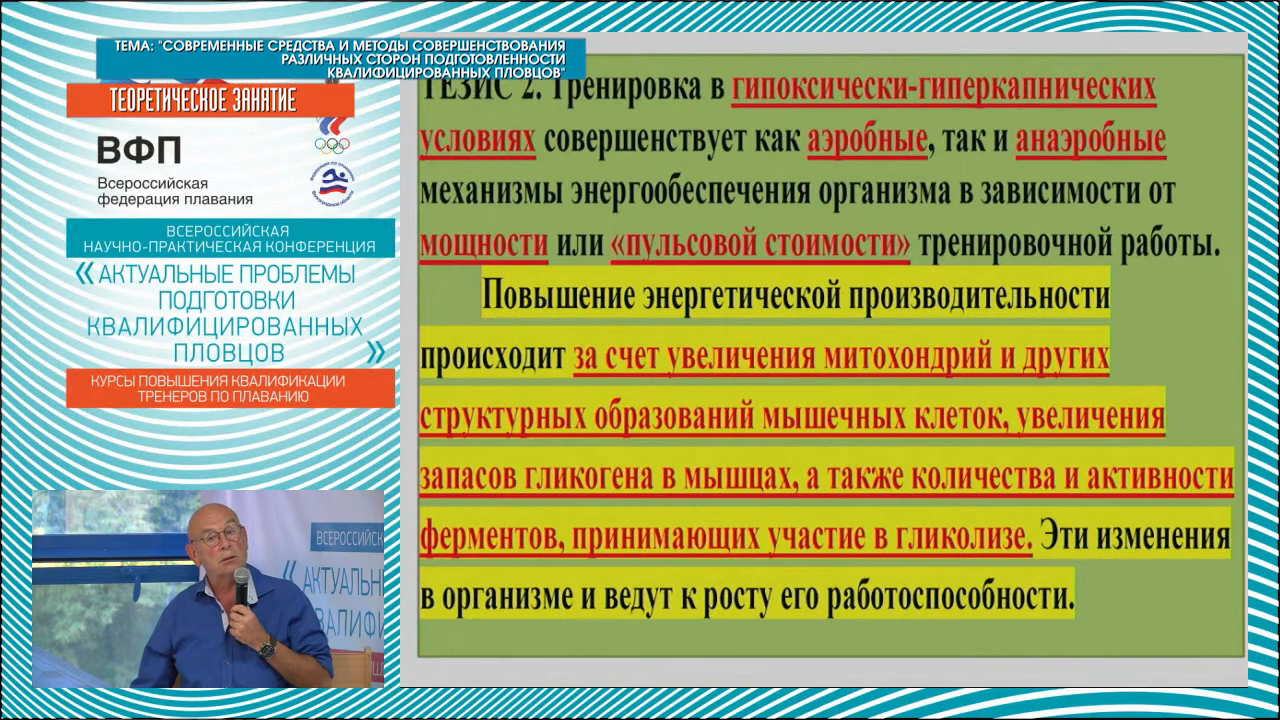 ТЕМА: "СОВРЕМЕННЫЕ СРЕДСТВА И МЕТОДЫ СОВЕРШЕНСТВОВАНИЯ
РАЗЛИЧНЫХ СТОРОН ПОДГОТОВЛЕННОСТИ
КВАЛИФИЦИРОВАННЫХ ПЛОВЦОВ"
ТЕОРЕТИЧЕСКОЕ ЗАНЯТИЕ
ВФП
Всероссийская
федерация плавания
ВСЕРОССИЙСКАЯ
НАУЧНО-ПРАКТИЧЕСКАЯ КОНФЕРЕНЦИЯ
« АКТУАЛЬНЫЕ ПРОБЛЕМЫ
ПОДГОТОВКИ
КВАЛИФИЦИРОВАННЫХ
ПЛОВЦОВ »
КУРСЫ ПОВЫШЕНИЯ КВАЛИФИКАЦИИ
ТРЕНЕРОВ ПО ПЛАВАНИЮ
ТЕЗИС 2. Тренировка в гипоксически-гиперкапнических
условиях совершенствует как аэробные, так и анаэробные
механизмы энергообеспечения организма в зависимости от
мощности или «пульсовой стоимости» тренировочной работы.
Повышение энергетической производительности
происходит за счет увеличения митохондрий и других
структурных образований мышечных клеток, увеличения
запасов гликогена в мышцах, а также количества и активности
ферментов, принимающих участие в гликолизе. Эти изменения
в организме и ведут к росту его работоспособности.
ВСЕРОССИЙСК
« АКТУАЛЬН
ВАЛИФИ